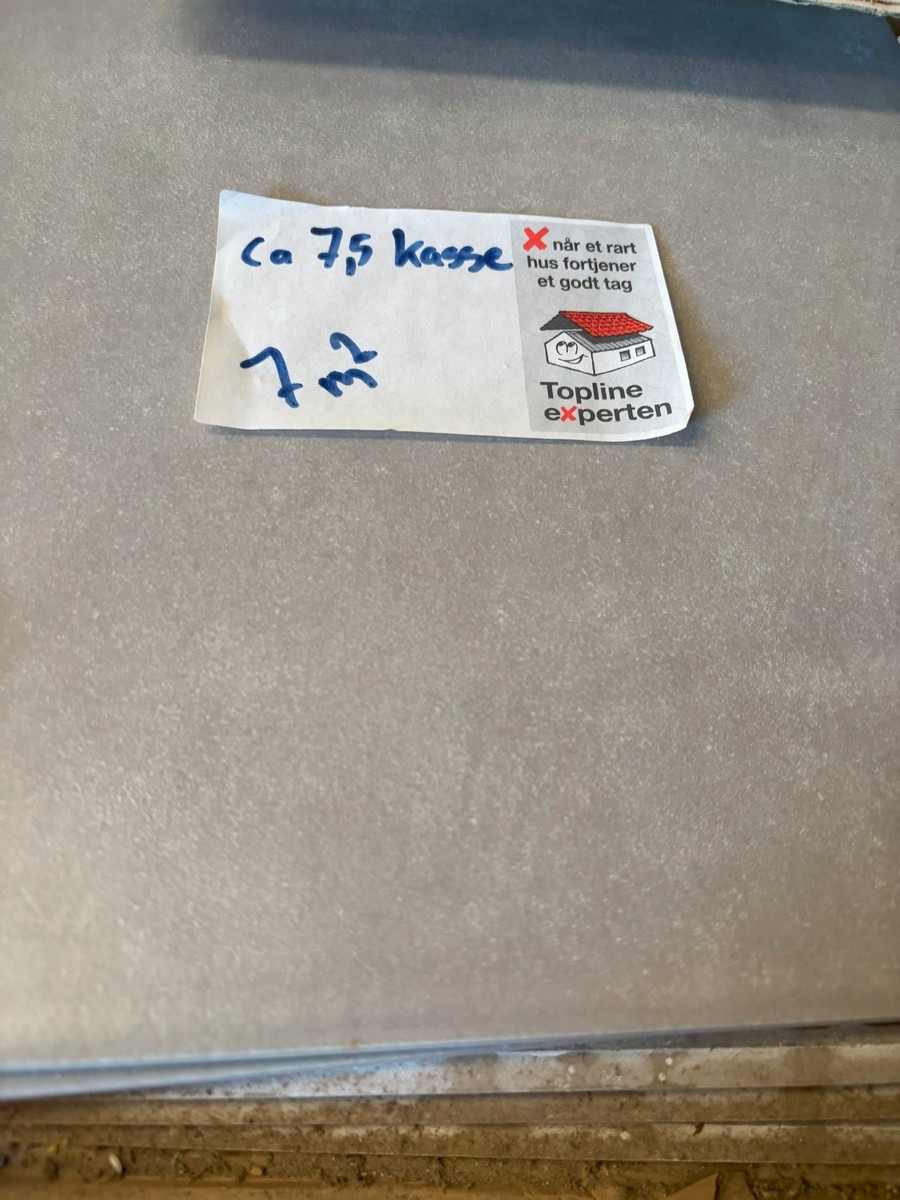 ca 7,5 kasse
7 m²
x når et rart
hus fortjener
et godt tag
Topline
experten